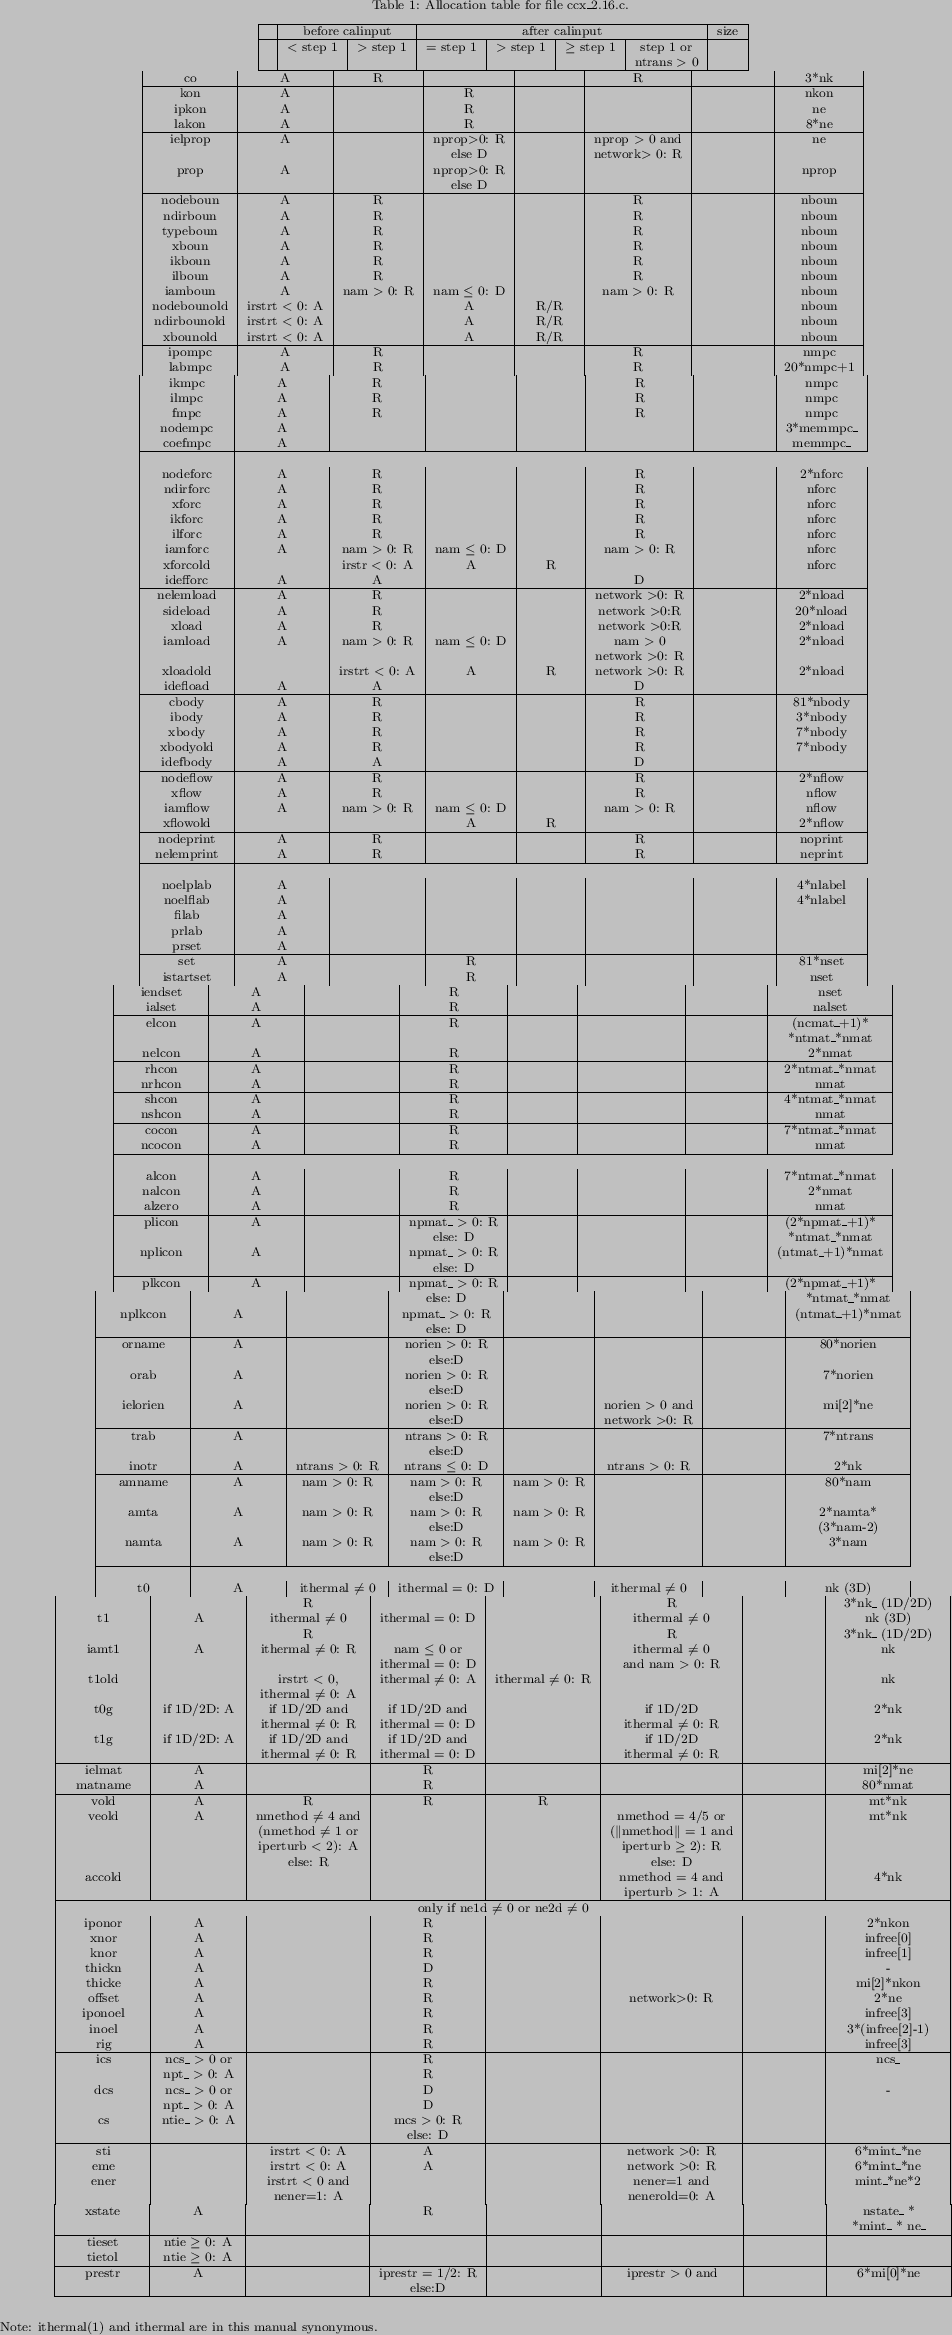 Table 1: Allocation table for file ccx_2.16.c.
before calinput after calinput size
< step 1 > step 1 = step 1 > step 1 ≥ step 1 step 1 or
ntrans > 0
co A R R 3*nk
kon A R nkon
ipkon A R ne
lakon A R 8*ne
ielprop A nprop>0: R nprop > 0 and ne
else D network> 0: R
prop A nprop>0: R nprop
else D
nodeboun A R R nboun
ndirboun A R R nboun
typeboun A R R nboun
xboun A R R nboun
ikboun A R R nboun
ilboun A R R nboun
iamboun A nam > 0: R nam ≤ 0: D nam > 0: R nboun
nodebounold irstrt < 0: A A R/R nboun
ndirbounold irstrt < 0: A A R/R nboun
xbounold irstrt < 0: A A R/R nboun
ipompc A R R nmpc
labmpc A R R 20*nmpc+1
ikmpc A R R nmpc
ilmpc A R R nmpc
fmpc A R R nmpc
nodempc A 3*memmpc_
coefmpc A memmpc_
nodeforc A R R 2*nforc
ndirforc A R R nforc
xforc A R R nforc
ikforc A R R nforc
ilforc A R R nforc
iamforc A nam > 0: R nam ≤ 0: D nam > 0: R nforc
xforcold irstr < 0: A A R nforc
idefforc A A D
nelemload A R network >0: R 2*nload
sideload A R network >0:R 20*nload
xload A R network >0:R 2*nload
iamload A nam > 0: R nam ≤ 0: D nam > 0 2*nload
network >0: R
xloadold irstrt < 0: A A R network >0: R 2*nload
idefload A A D
cbody A R R 81*nbody
ibody A R R 3*nbody
xbody A R R 7*nbody
xbodyold A R R 7*nbody
idefbody A A D
nodeflow A R R 2*nflow
xflow A R R nflow
iamflow A nam > 0: R nam ≤ 0: D nam > 0: R nflow
xflowold A R 2*nflow
nodeprint A R R noprint
nelemprint A R R neprint
noelplab A 4*nlabel
noelflab A 4*nlabel
filab A
prlab A
prset A
set A R 81*nset
istartset A R nset
iendset A R nset
ialset A R nalset
elcon A R (ncmat_+1)*
*ntmat_*nmat
nelcon A R 2*nmat
rhcon A R 2*ntmat_*nmat
nrhcon A R nmat
shcon A R 4*ntmat_*nmat
nshcon A R nmat
cocon A R 7*ntmat_*nmat
ncocon A R nmat
alcon A R 7*ntmat_*nmat
nalcon A R 2*nmat
alzero A R nmat
plicon A npmat_ > 0: R (2*npmat_+1)*
else: D *ntmat_*nmat
nplicon A npmat_ > 0: R (ntmat_+1)*nmat
else: D
plkcon A npmat_ > 0: R (2*npmat_+1)*
else: D *ntmat_*nmat
nplkcon A npmat_ > 0: R (ntmat_+1)*nmat
else: D
orname A norien > 0: R 80*norien
else:D
orab A norien > 0: R 7*norien
else:D
ielorien A norien > 0: R norien > 0 and mi[2]*ne
else:D network >0: R
trab A ntrans > 0: R 7*ntrans
else:D
inotr A ntrans > 0: R ntrans ≤ 0: D ntrans > 0: R 2*nk
amname A nam > 0: R nam > 0: R nam > 0: R 80*nam
else:D
amta A nam > 0: R nam > 0: R nam > 0: R 2*namta*
else:D (3*nam-2)
namta A nam > 0: R nam > 0: R nam > 0: R 3*nam
else:D
t0 A ithermal ≠ 0 ithermal = 0: D ithermal ≠ 0 nk (3D)
R R 3*nk_ (1D/2D)
t1 A ithermal ≠ 0 ithermal = 0: D ithermal ≠ 0 nk (3D)
R R 3*nk_ (1D/2D)
iamt1 A ithermal ≠ 0: R nam ≤ 0 or ithermal ≠ 0 nk
ithermal = 0: D and nam > 0: R
t1old irstrt < 0, ithermal ≠ 0: A ithermal ≠ 0: R nk
ithermal ≠ 0: A
t0g if 1D/2D: A if 1D/2D and if 1D/2D and if 1D/2D 2*nk
ithermal ≠ 0: R ithermal = 0: D ithermal ≠ 0: R
t1g if 1D/2D: A if 1D/2D and if 1D/2D and if 1D/2D 2*nk
ithermal ≠ 0: R ithermal = 0: D ithermal ≠ 0: R
ielmat A R mi[2]*ne
matname A R 80*nmat
vold A R R R mt*nk
veold A nmethod ≠ 4 and nmethod = 4/5 or mt*nk
(nmethod ≠ 1 or (‖nmethod‖ = 1 and
iperturb < 2): A iperturb ≥ 2): R
else: R else: D
accold nmethod = 4 and 4*nk
iperturb > 1: A
only if ne1d ≠ 0 or ne2d ≠ 0
iponor A R 2*nkon
xnor A R infree[0]
knor A R infree[1]
thickn A D -
thicke A R mi[2]*nkon
offset A R network>0: R 2*ne
iponoel A R infree[3]
inoel A R 3*(infree[2]-1)
rig A R infree[3]
ics ncs_ > 0 or R ncs_
npt_ > 0: A R
dcs ncs_ > 0 or D -
npt_ > 0: A D
cs ntie_ > 0: A mcs > 0: R
else: D
sti irstrt < 0: A A network >0: R 6*mint_*ne
eme irstrt < 0: A A network >0: R 6*mint_*ne
ener irstrt < 0 and nener=1 and mint_*ne*2
nener=1: A nenerold=0: A
xstate A R nstate_ *
*mint_ * ne_
tieset ntie ≥ 0: A
tietol ntie ≥ 0: A
prestr A iprestr = 1/2: R iprestr > 0 and 6*mi[0]*ne
else:D
Note: ithermal(1) and ithermal are in this manual synonymous.